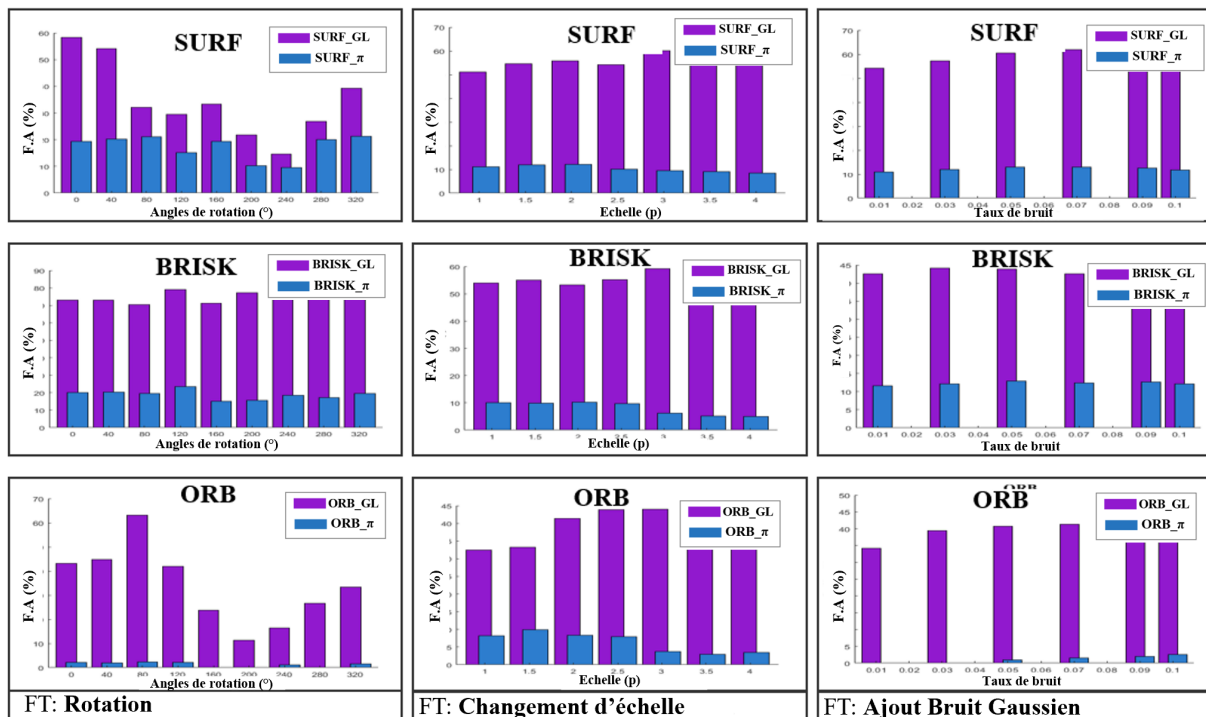 SURF
SURF_GL
SURF_π
F.A (%)
60
50
0
0 40 80 120 160 200 240 280 320
Angles de rotation (°)
SURF
SURF_GL
SURF_π
F.A (%)
70
60
10
0
1 1.5 2 2.5 3 3.5 4
Echelle (p)
SURF
SURF_GL
SURF_π
F.A (%)
70
60
10
0
0.01 0.02 0.03 0.04 0.05 0.06 0.07 0.08 0.09 0.1
Taux de bruit
BRISK
BRISK_GL
BRISK_π
F.A (%)
90
80
20
10
0
0 40 80 120 160 200 240 280 320
Angles de rotation (°)
BRISK
BRISK_GL
BRISK_π
F.A (%)
60
50
40
30
20
10
0
1 1.5 2 2.5 3 3.5 4
Echelle (p)
BRISK
BRISK_GL
BRISK_π
F.A (%)
45
10
5
0
0.01 0.02 0.03 0.04 0.05 0.06 0.07 0.08 0.09 0.1
Taux de bruit
ORB
ORB_GL
ORB_π
F.A (%)
70
60
10
0
0 40 80 120 160 200 240 280 320
Angles de rotation (°)
ORB
ORB_GL
ORB_π
F.A (%)
45
40
35
10
5
0
1 1.5 2 2.5 3 3.5 4
Echelle (p)
ORB
ORB_GL
ORB_π
F.A (%)
50
45
40
5
0
0.01 0.02 0.03 0.04 0.05 0.06 0.07 0.08 0.09 0.1
Taux de bruit
FT: Rotation
FT: Changement d’échelle
FT: Ajout Bruit Gaussien